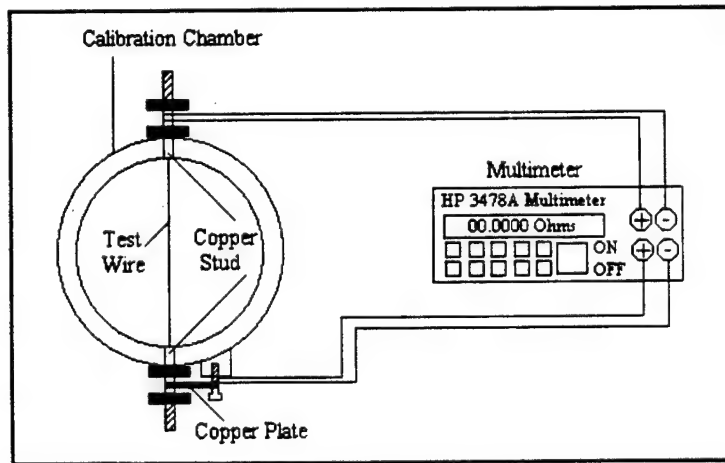 Calibration Chamber
Multimeter
HP 3478A Multimeter
00.0000 Ohms
+ -
ON
+ -
OFF
Test
Wire
Copper
Stud
Copper Plate